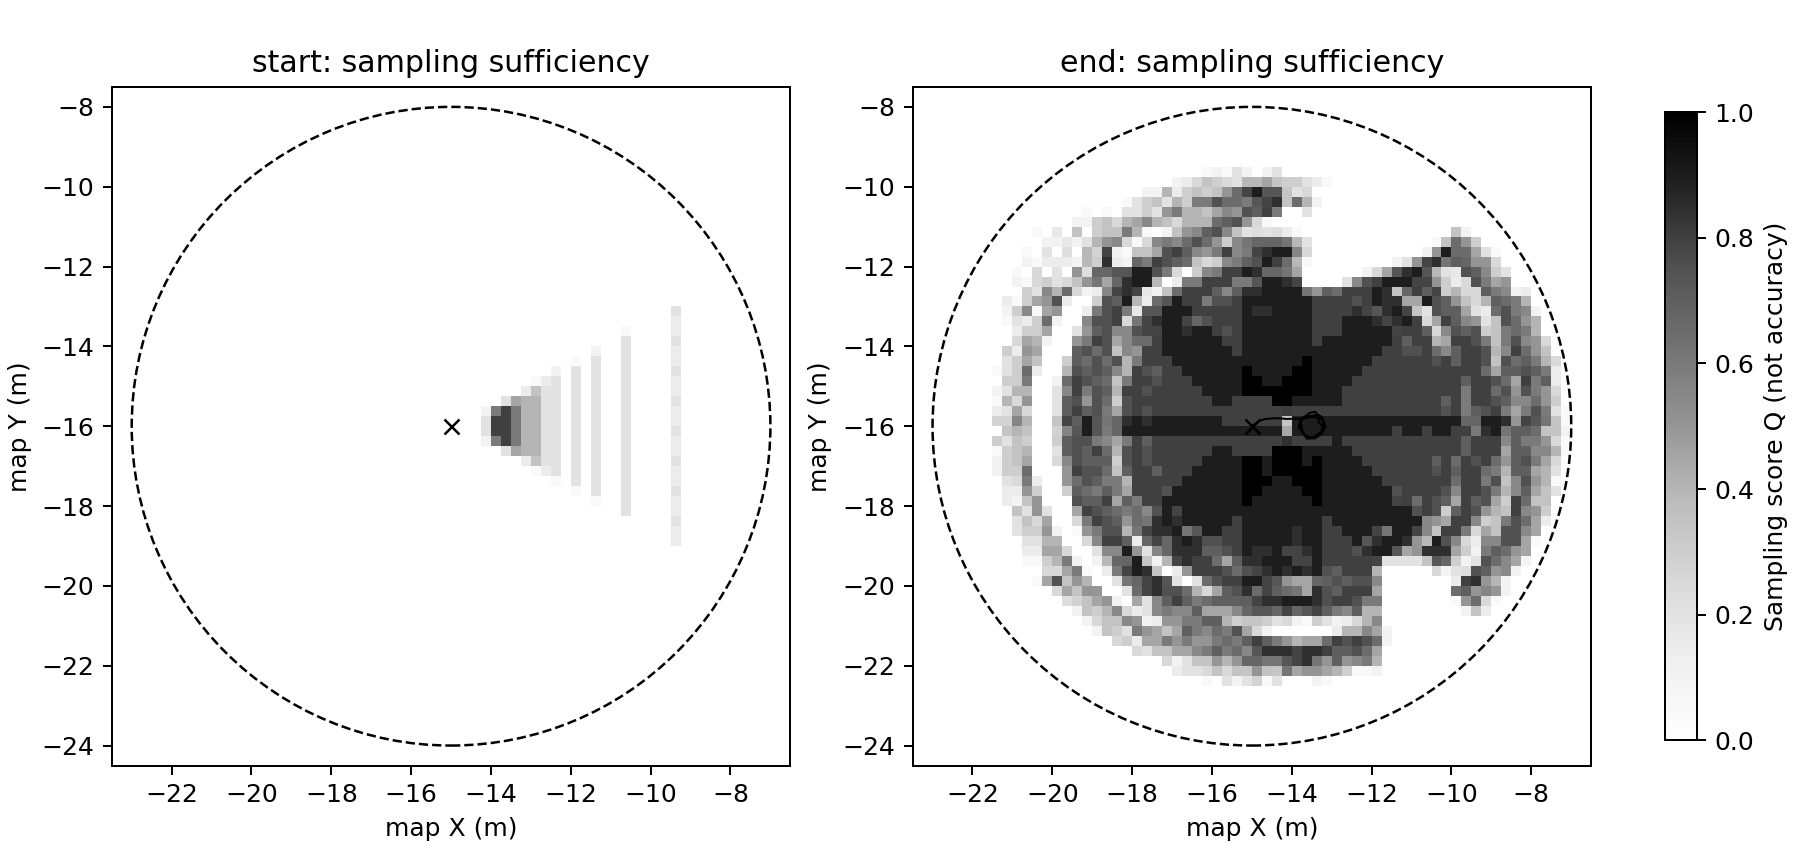 start: sampling sufficiency
end: sampling sufficiency
−8
−10
−12
−14
−16
−18
−20
−22
−24
map Y (m)
−22 −20 −18 −16 −14 −12 −10 −8
map X (m)
−8
−10
−12
−14
−16
−18
−20
−22
−24
map Y (m)
−22 −20 −18 −16 −14 −12 −10 −8
map X (m)
1.0
0.8
0.6
0.4
0.2
0.0
Sampling score Q (not accuracy)